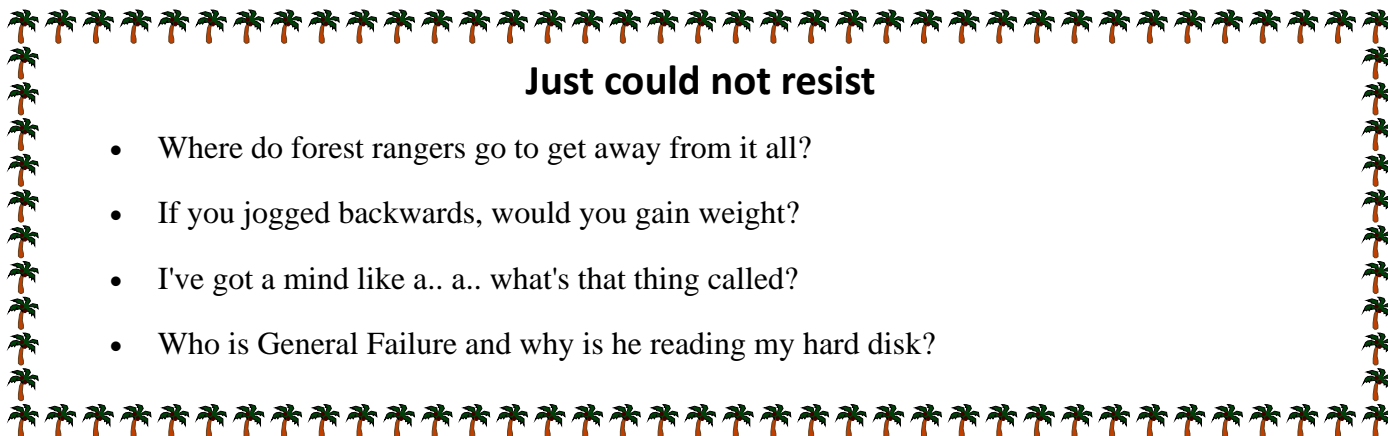 Just could not resist
• Where do forest rangers go to get away from it all?
• If you jogged backwards, would you gain weight?
• I've got a mind like a.. a.. what's that thing called?
• Who is General Failure and why is he reading my hard disk?